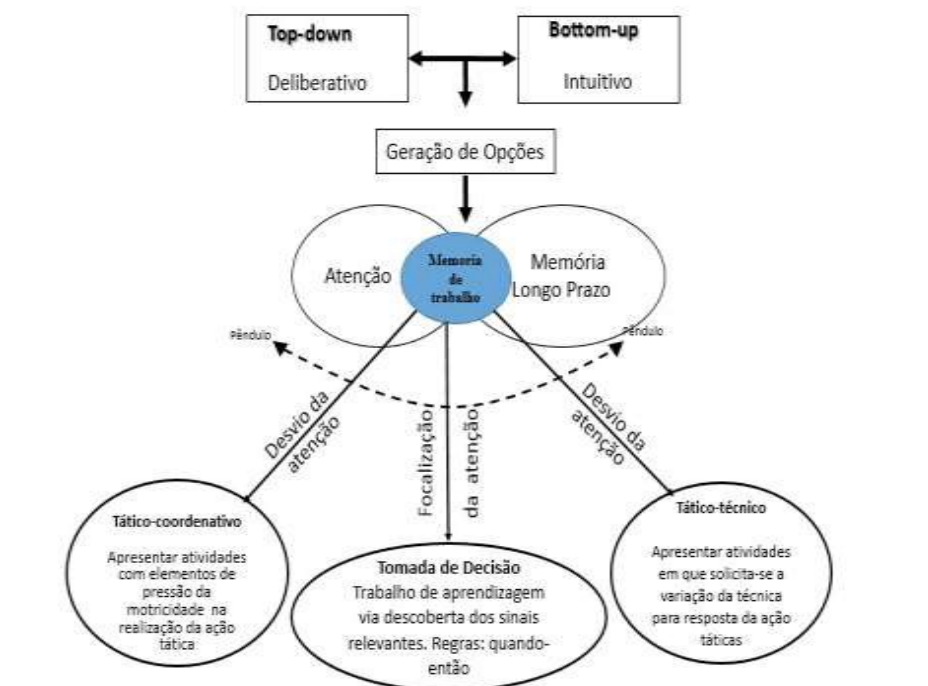 Top-down
Deliberativo
Bottom-up
Intuitivo
Geração de Opções
Atenção
Memoria
de
trabalho
Memória
Longo Prazo
Pêndulo
Pêndulo
Desvio da
atenção
Focalização
da atenção
Desvio da
atenção
Tático-coordenativo
Apresentar atividades
com elementos de
pressão da
motricidade na
realização da ação
tática
Tomada de Decisão
Trabalho de aprendizagem
via descoberta dos sinais
relevantes. Regras: quando-
então
Tático-técnico
Apresentar atividades
em que solicita-se a
variação da técnica
para resposta da ação
táticas